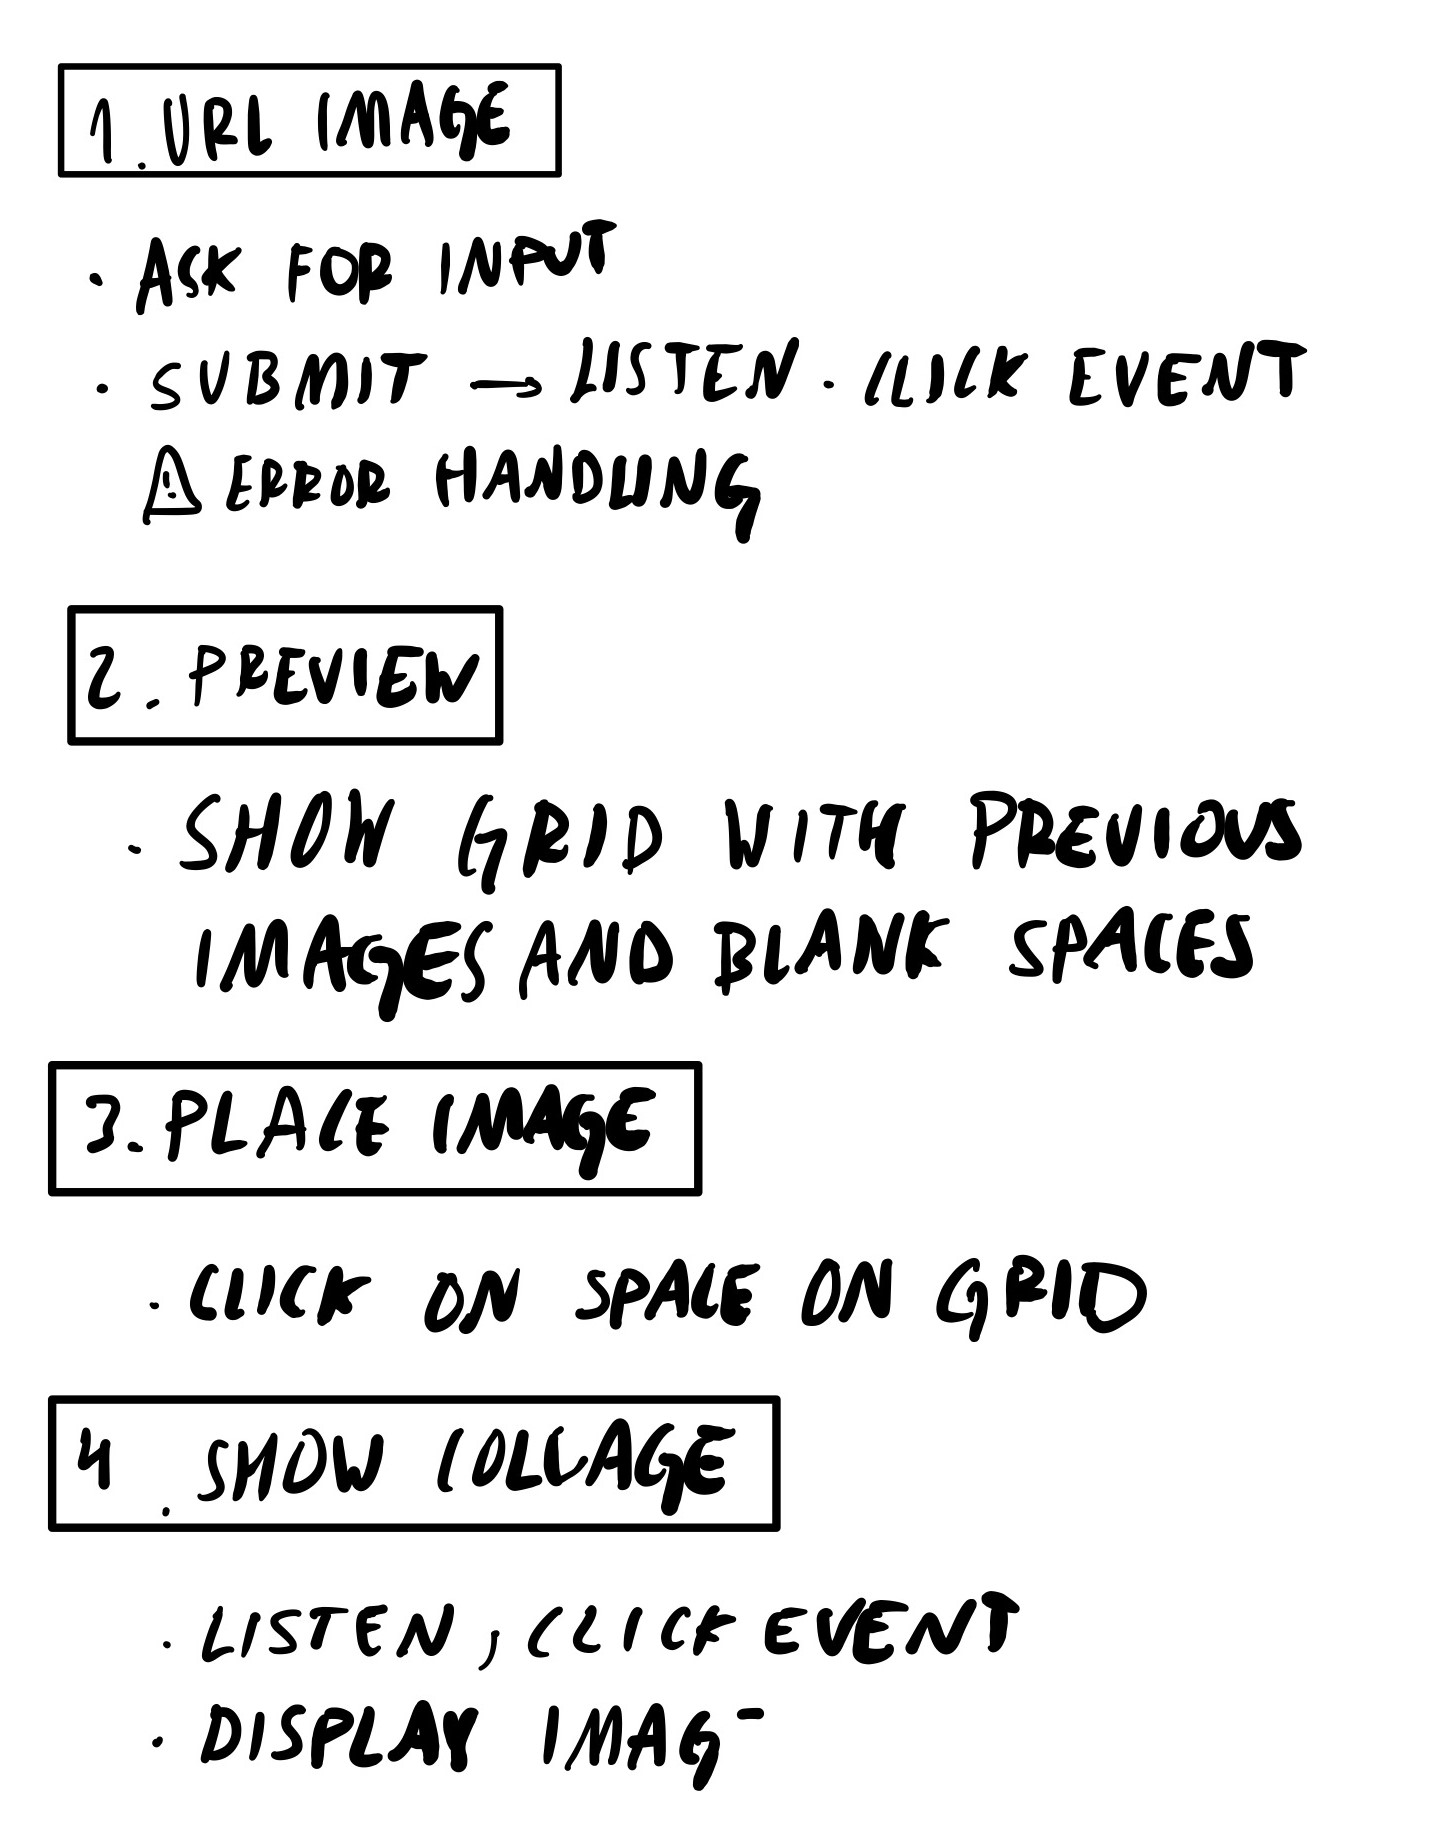 1. URL IMAGE
· ASK FOR INPUT
· SUBMIT → LISTEN · CLICK EVENT
⚠ ERROR HANDLING
2. PREVIEW
· SHOW GRID WITH PREVIOUS
IMAGES AND BLANK SPACES
3. PLACE IMAGE
· CLICK ON SPACE ON GRID
4. SHOW COLLAGE
· LISTEN, CLICK EVENT
· DISPLAY IMAG-